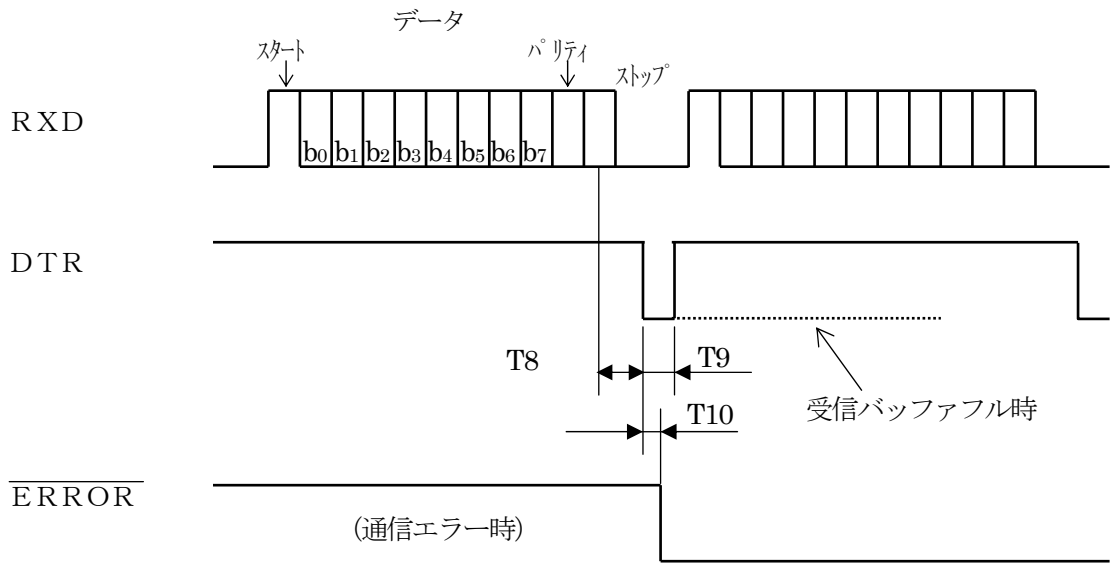 データ
スタート
パリティ
ストップ
RXD
b0 b1 b2 b3 b4 b5 b6 b7
DTR
T8
T9
受信バッファフル時
T10
ERROR
(通信エラー時)